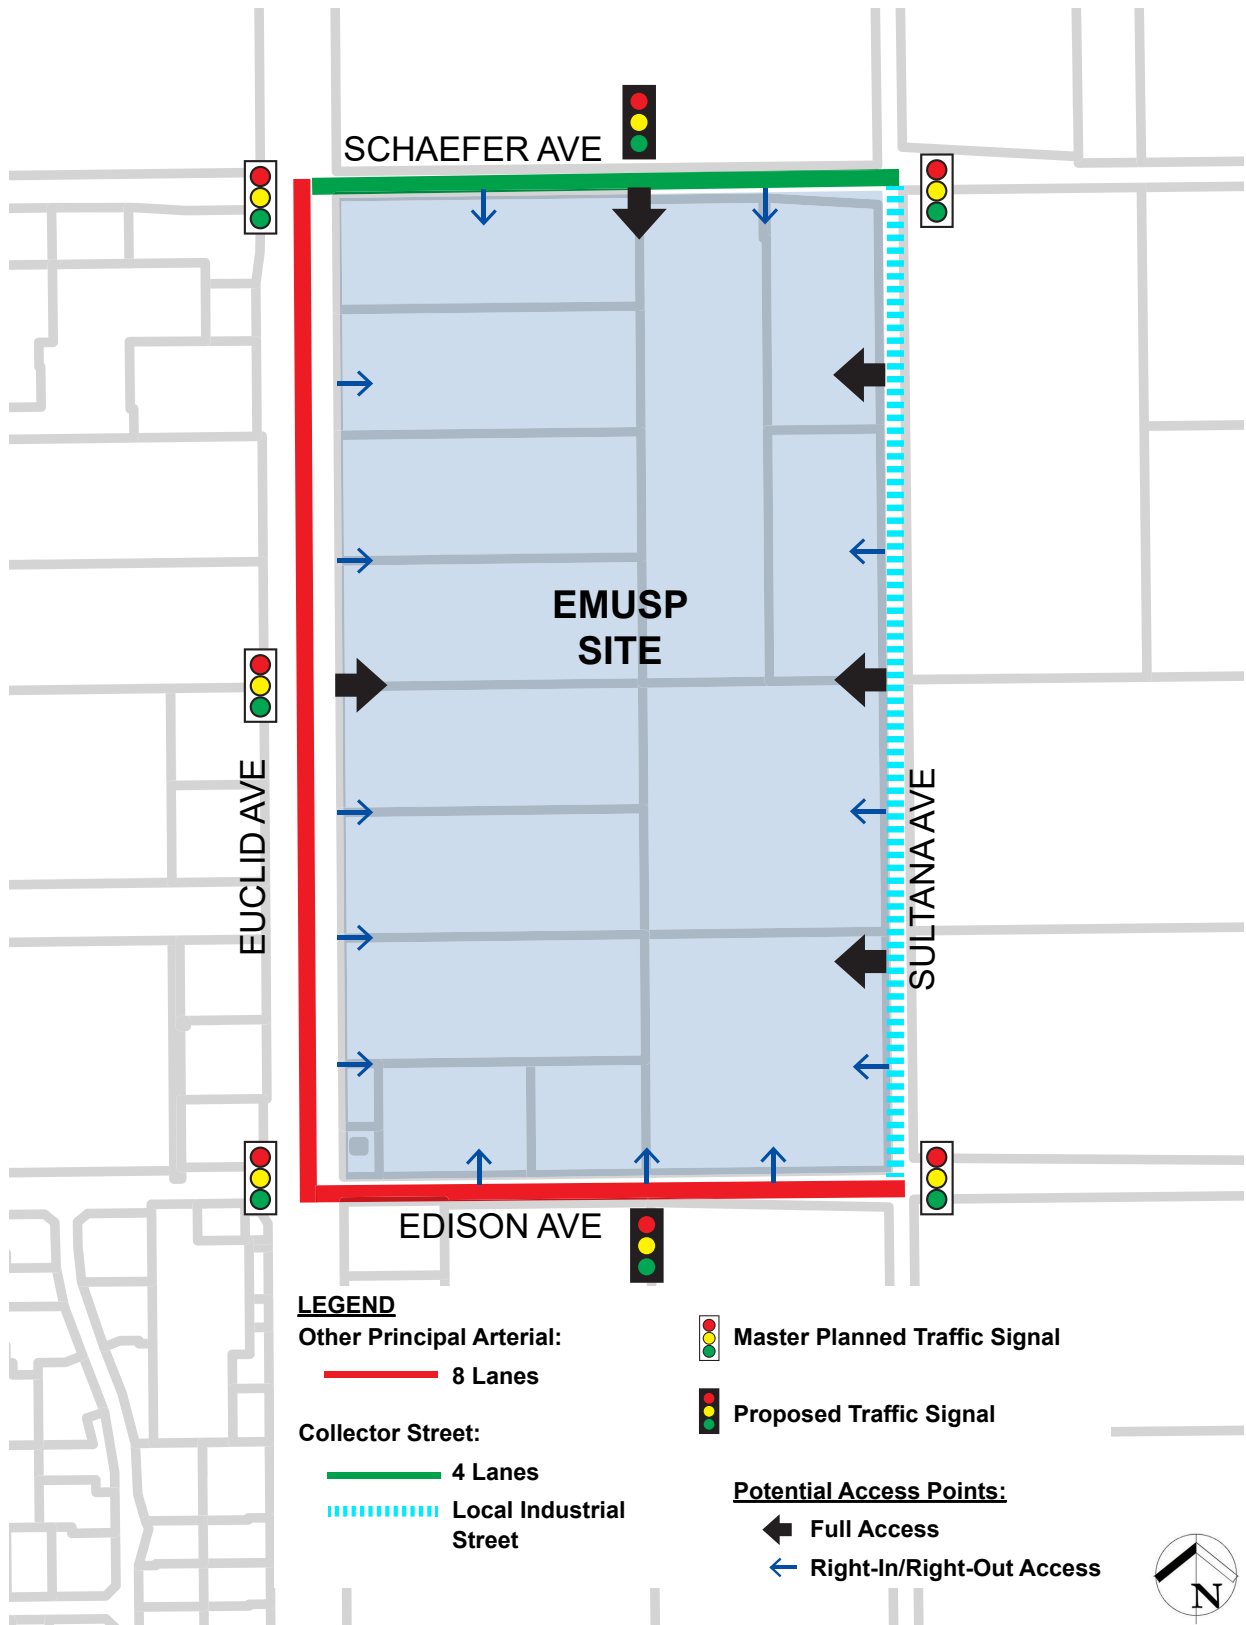 SCHAEFER AVE
EMUSP
SITE
EUCLID AVE
SULTANA AVE
EDISON AVE
LEGEND
Other Principal Arterial:
8 Lanes
Collector Street:
4 Lanes
Local Industrial
Street
Master Planned Traffic Signal
Proposed Traffic Signal
Potential Access Points:
Full Access
Right-In/Right-Out Access
N